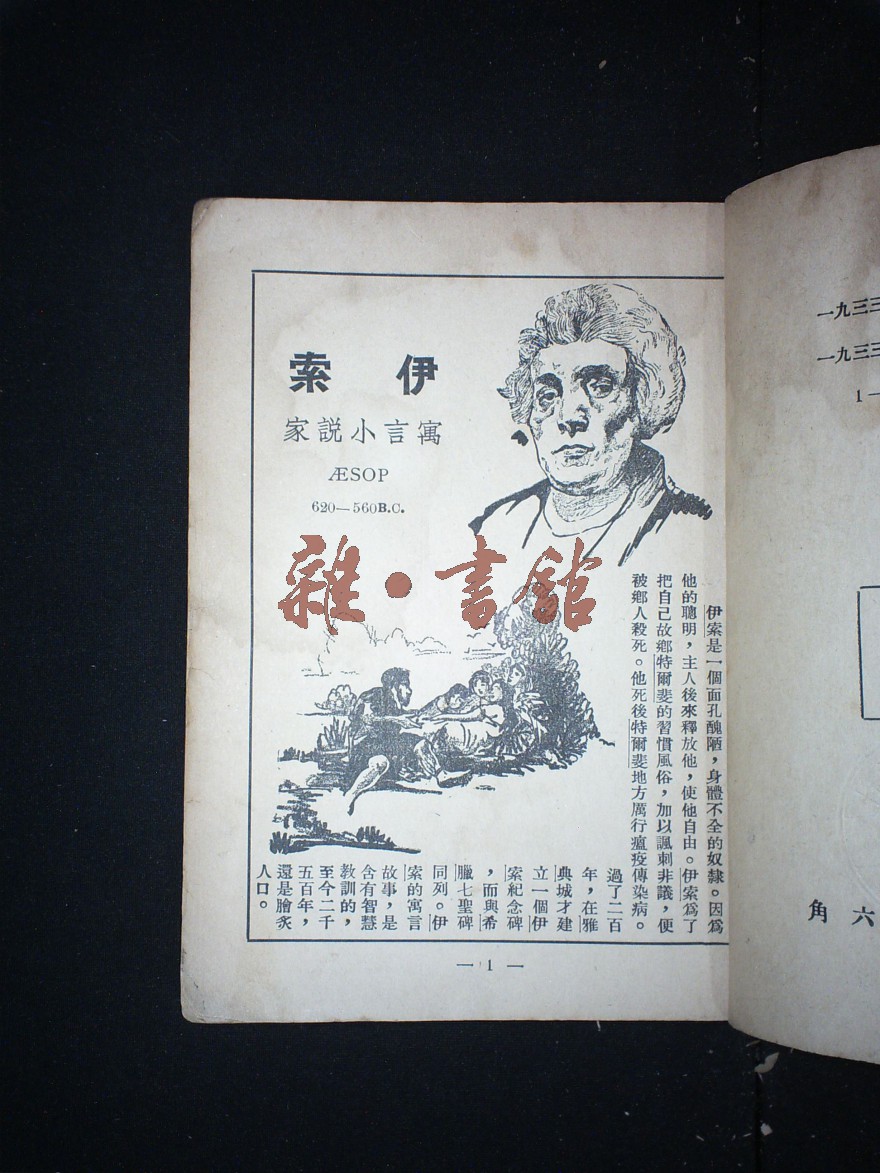 伊索
寓言小説家
ÆSOP
620—560B.C.
雜·書館
伊索是一個面孔醜陋，身體不全的奴隸。因爲
他的聰明，主人後來釋放他，使他自由。伊索爲了
把自己故鄉特爾斐的習慣風俗，加以諷刺非議，便
被鄉人殺死。他死後特爾斐地方厲行瘟疫傳染病。
過了二百
年，在雅
典城才建
立一個伊
索紀念碑
，而與希
臘七聖碑
同列。伊
索的寓言
故事，是
含有智慧
教訓的，
至今二千
五百年，
還是膾炙
人口。
— 1 —
一九三三
一九三三
1—
六角